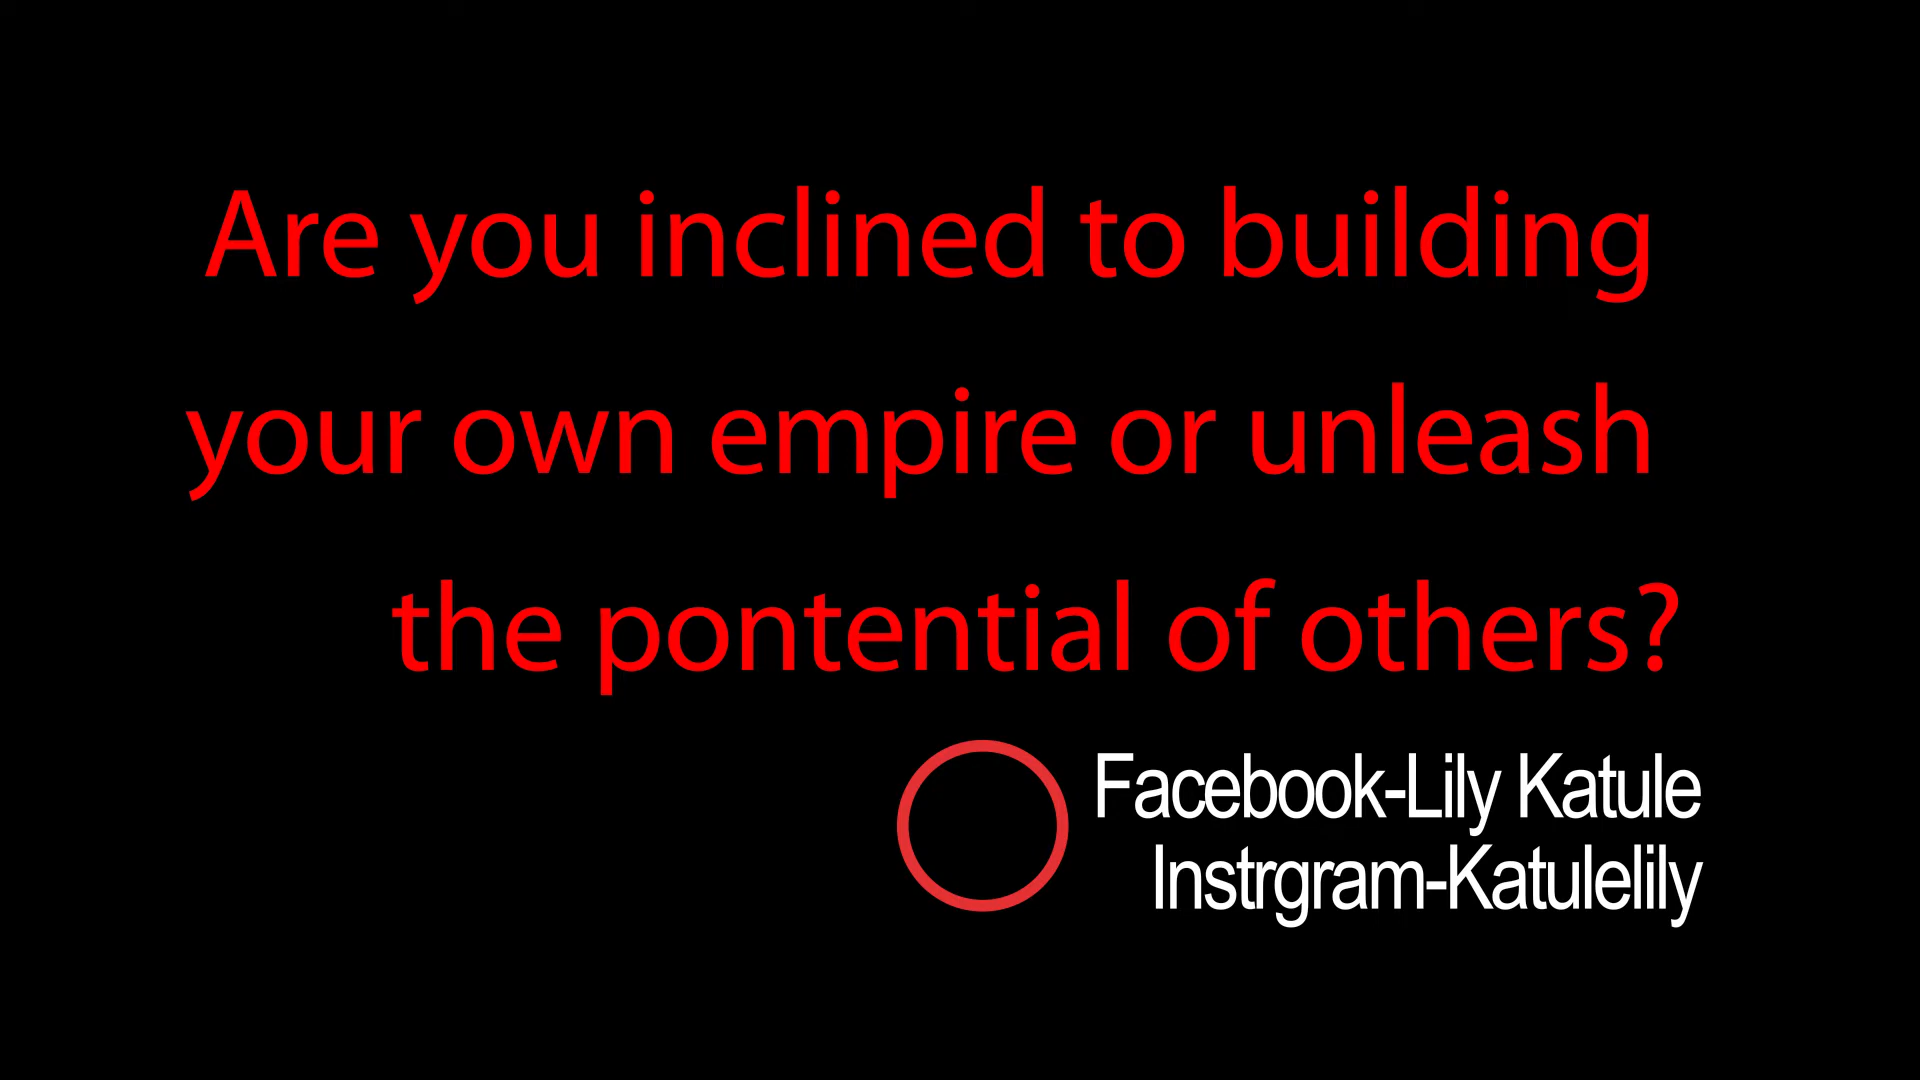 Are you inclined to building
your own empire or unleash
the pontential of others?
Facebook-Lily Katule
Instrgram-Katulelily